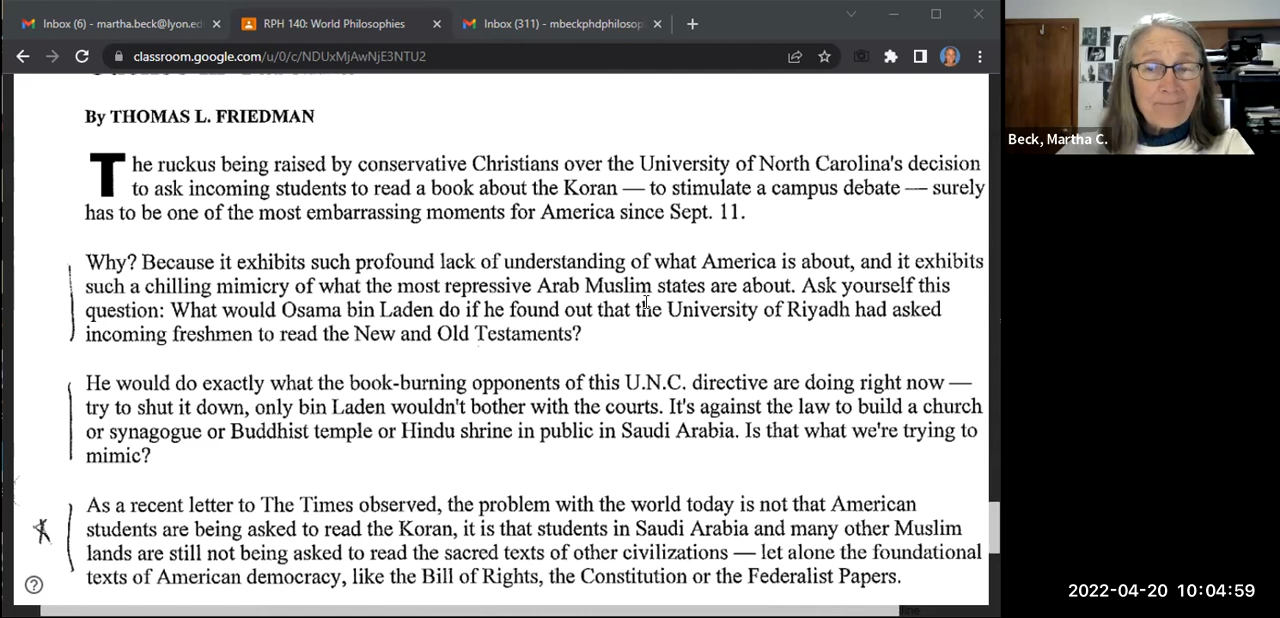 Inbox (6) - martha.beck@lyon.ed
RPH 140: World Philosophies
Inbox (311) - mbeckphdphilosop
classroom.google.com/u/0/c/NDUxMjAwNjE3NTU2
By THOMAS L. FRIEDMAN
The ruckus being raised by conservative Christians over the University of North Carolina's decision
to ask incoming students to read a book about the Koran — to stimulate a campus debate — surely
has to be one of the most embarrassing moments for America since Sept. 11.
Why? Because it exhibits such profound lack of understanding of what America is about, and it exhibits
such a chilling mimicry of what the most repressive Arab Muslim states are about. Ask yourself this
question: What would Osama bin Laden do if he found out that the University of Riyadh had asked
incoming freshmen to read the New and Old Testaments?
He would do exactly what the book-burning opponents of this U.N.C. directive are doing right now —
try to shut it down, only bin Laden wouldn't bother with the courts. It's against the law to build a church
or synagogue or Buddhist temple or Hindu shrine in public in Saudi Arabia. Is that what we're trying to
mimic?
As a recent letter to The Times observed, the problem with the world today is not that American
students are being asked to read the Koran, it is that students in Saudi Arabia and many other Muslim
lands are still not being asked to read the sacred texts of other civilizations — let alone the foundational
texts of American democracy, like the Bill of Rights, the Constitution or the Federalist Papers.
Beck, Martha C.
2022-04-20 10:04:59